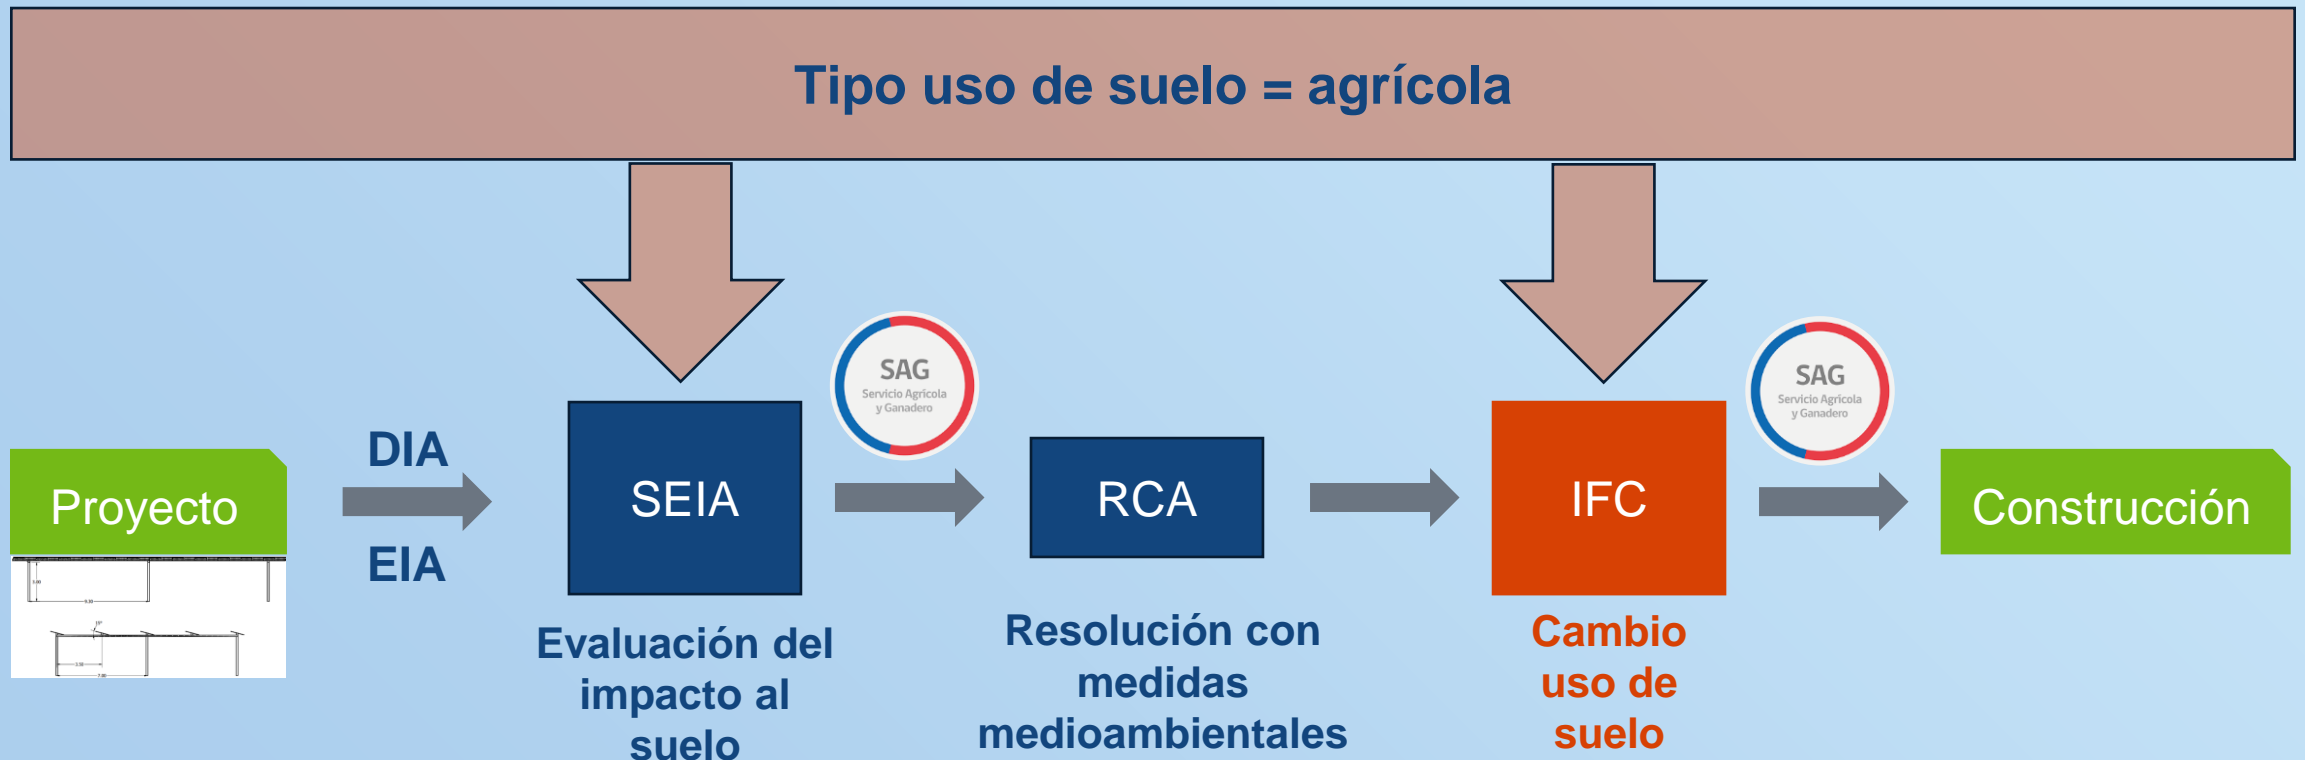 Tipo uso de suelo = agrícola
SAG
Servicio Agrícola
y Ganadero
SAG
Servicio Agrícola
y Ganadero
Proyecto
DIA
EIA
SEIA
RCA
IFC
Construcción
Evaluación del
impacto al
suelo
Resolución con
medidas
medioambientales
Cambio
uso de
suelo